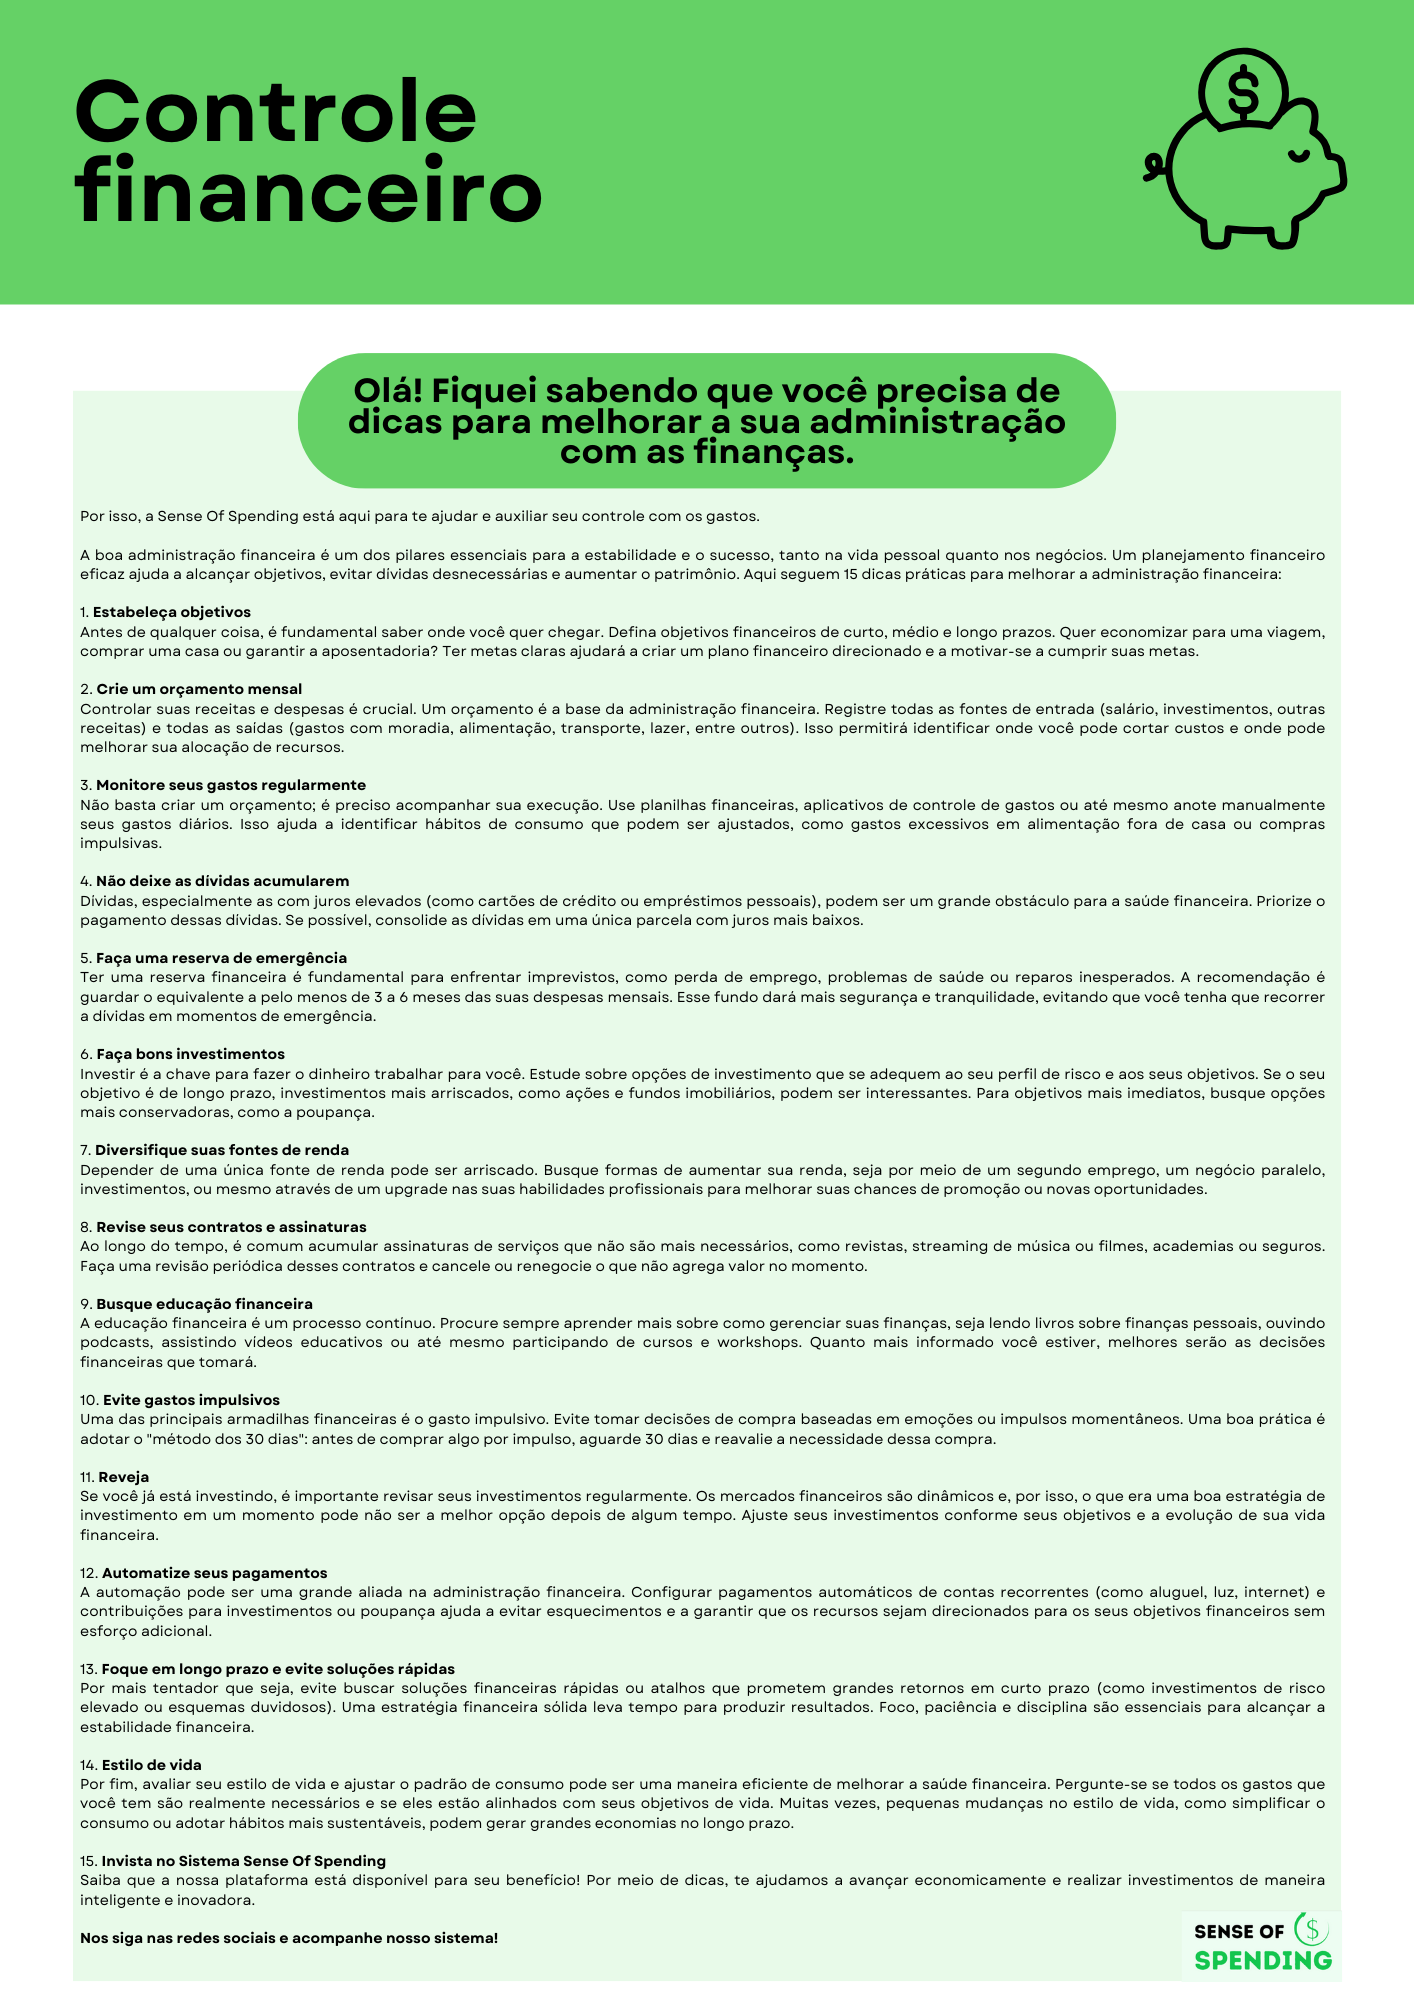 Controle
financeiro
$
Olá! Fiquei sabendo que você precisa de
dicas para melhorar a sua administração
com as finanças.
Por isso, a Sense Of Spending está aqui para te ajudar e auxiliar seu controle com os gastos.
A boa administração financeira é um dos pilares essenciais para a estabilidade e o sucesso, tanto na vida pessoal quanto nos negócios. Um planejamento financeiro
eficaz ajuda a alcançar objetivos, evitar dívidas desnecessárias e aumentar o patrimônio. Aqui seguem 15 dicas práticas para melhorar a administração financeira:
1. Estabeleça objetivos
Antes de qualquer coisa, é fundamental saber onde você quer chegar. Defina objetivos financeiros de curto, médio e longo prazos. Quer economizar para uma viagem,
comprar uma casa ou garantir a aposentadoria? Ter metas claras ajudará a criar um plano financeiro direcionado e a motivar-se a cumprir suas metas.
2. Crie um orçamento mensal
Controlar suas receitas e despesas é crucial. Um orçamento é a base da administração financeira. Registre todas as fontes de entrada (salário, investimentos, outras
receitas) e todas as saídas (gastos com moradia, alimentação, transporte, lazer, entre outros). Isso permitirá identificar onde você pode cortar custos e onde pode
melhorar sua alocação de recursos.
3. Monitore seus gastos regularmente
Não basta criar um orçamento; é preciso acompanhar sua execução. Use planilhas financeiras, aplicativos de controle de gastos ou até mesmo anote manualmente
seus gastos diários. Isso ajuda a identificar hábitos de consumo que podem ser ajustados, como gastos excessivos em alimentação fora de casa ou compras
impulsivas.
4. Não deixe as dívidas acumularem
Dívidas, especialmente as com juros elevados (como cartões de crédito ou empréstimos pessoais), podem ser um grande obstáculo para a saúde financeira. Priorize o
pagamento dessas dívidas. Se possível, consolide as dívidas em uma única parcela com juros mais baixos.
5. Faça uma reserva de emergência
Ter uma reserva financeira é fundamental para enfrentar imprevistos, como perda de emprego, problemas de saúde ou reparos inesperados. A recomendação é
guardar o equivalente a pelo menos de 3 a 6 meses das suas despesas mensais. Esse fundo dará mais segurança e tranquilidade, evitando que você tenha que recorrer
a dívidas em momentos de emergência.
6. Faça bons investimentos
Investir é a chave para fazer o dinheiro trabalhar para você. Estude sobre opções de investimento que se adequem ao seu perfil de risco e aos seus objetivos. Se o seu
objetivo é de longo prazo, investimentos mais arriscados, como ações e fundos imobiliários, podem ser interessantes. Para objetivos mais imediatos, busque opções
mais conservadoras, como a poupança.
7. Diversifique suas fontes de renda
Depender de uma única fonte de renda pode ser arriscado. Busque formas de aumentar sua renda, seja por meio de um segundo emprego, um negócio paralelo,
investimentos, ou mesmo através de um upgrade nas suas habilidades profissionais para melhorar suas chances de promoção ou novas oportunidades.
8. Revise seus contratos e assinaturas
Ao longo do tempo, é comum acumular assinaturas de serviços que não são mais necessários, como revistas, streaming de música ou filmes, academias ou seguros.
Faça uma revisão periódica desses contratos e cancele ou renegocie o que não agrega valor no momento.
9. Busque educação financeira
A educação financeira é um processo contínuo. Procure sempre aprender mais sobre como gerenciar suas finanças, seja lendo livros sobre finanças pessoais, ouvindo
podcasts, assistindo vídeos educativos ou até mesmo participando de cursos e workshops. Quanto mais informado você estiver, melhores serão as decisões
financeiras que tomará.
10. Evite gastos impulsivos
Uma das principais armadilhas financeiras é o gasto impulsivo. Evite tomar decisões de compra baseadas em emoções ou impulsos momentâneos. Uma boa prática é
adotar o "método dos 30 dias": antes de comprar algo por impulso, aguarde 30 dias e reavalie a necessidade dessa compra.
11. Reveja
Se você já está investindo, é importante revisar seus investimentos regularmente. Os mercados financeiros são dinâmicos e, por isso, o que era uma boa estratégia de
investimento em um momento pode não ser a melhor opção depois de algum tempo. Ajuste seus investimentos conforme seus objetivos e a evolução de sua vida
financeira.
12. Automatize seus pagamentos
A automação pode ser uma grande aliada na administração financeira. Configurar pagamentos automáticos de contas recorrentes (como aluguel, luz, internet) e
contribuições para investimentos ou poupança ajuda a evitar esquecimentos e a garantir que os recursos sejam direcionados para os seus objetivos financeiros sem
esforço adicional.
13. Foque em longo prazo e evite soluções rápidas
Por mais tentador que seja, evite buscar soluções financeiras rápidas ou atalhos que prometem grandes retornos em curto prazo (como investimentos de risco
elevado ou esquemas duvidosos). Uma estratégia financeira sólida leva tempo para produzir resultados. Foco, paciência e disciplina são essenciais para alcançar a
estabilidade financeira.
14. Estilo de vida
Por fim, avaliar seu estilo de vida e ajustar o padrão de consumo pode ser uma maneira eficiente de melhorar a saúde financeira. Pergunte-se se todos os gastos que
você tem são realmente necessários e se eles estão alinhados com seus objetivos de vida. Muitas vezes, pequenas mudanças no estilo de vida, como simplificar o
consumo ou adotar hábitos mais sustentáveis, podem gerar grandes economias no longo prazo.
15. Invista no Sistema Sense Of Spending
Saiba que a nossa plataforma está disponível para seu benefício! Por meio de dicas, te ajudamos a avançar economicamente e realizar investimentos de maneira
inteligente e inovadora.
Nos siga nas redes sociais e acompanhe nosso sistema!
SENSE OF $
SPENDING